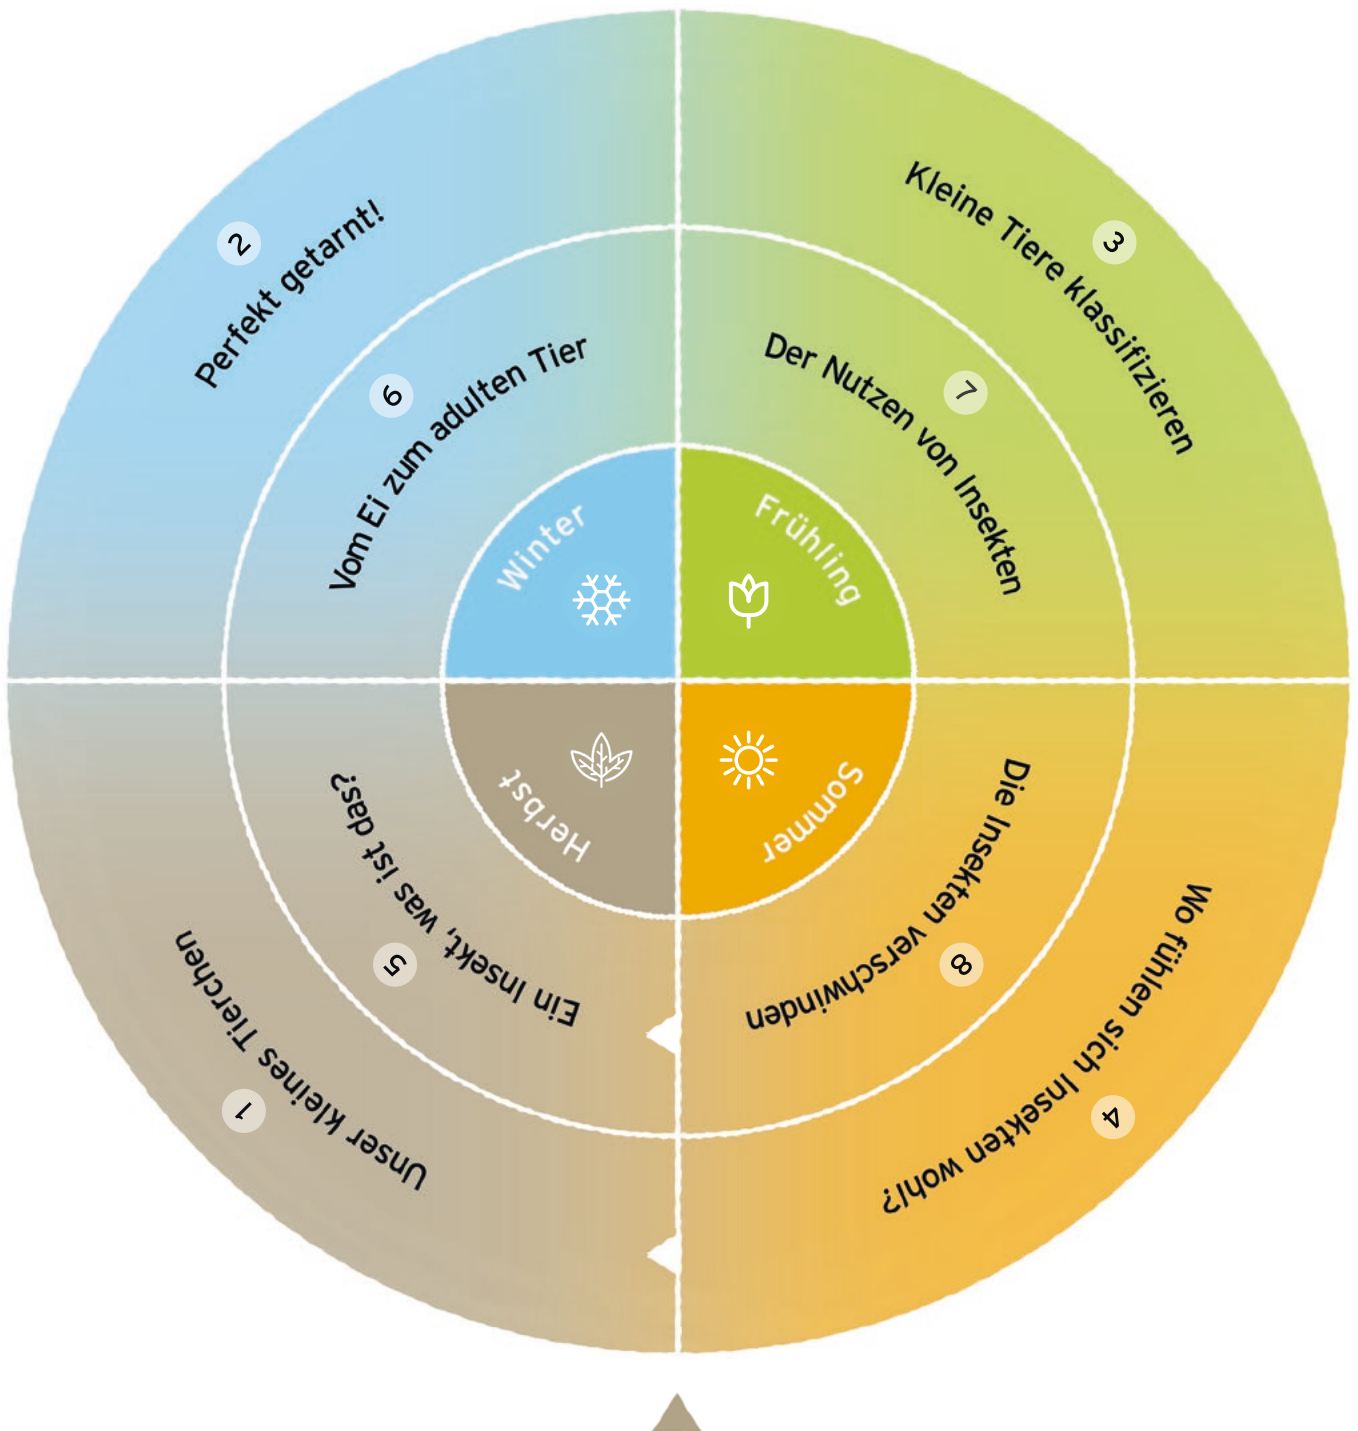 2
Perfekt getarnt!
3
Kleine Tiere klassifizieren
6
Vom Ei zum adulten Tier
7
Der Nutzen von Insekten
Winter
Frühling
Herbst
Sommer
5
Ein Insekt, was ist das?
8
Die Insekten verschwinden
1
Unser kleines Tierchen
4
Wo fühlen sich Insekten wohl?